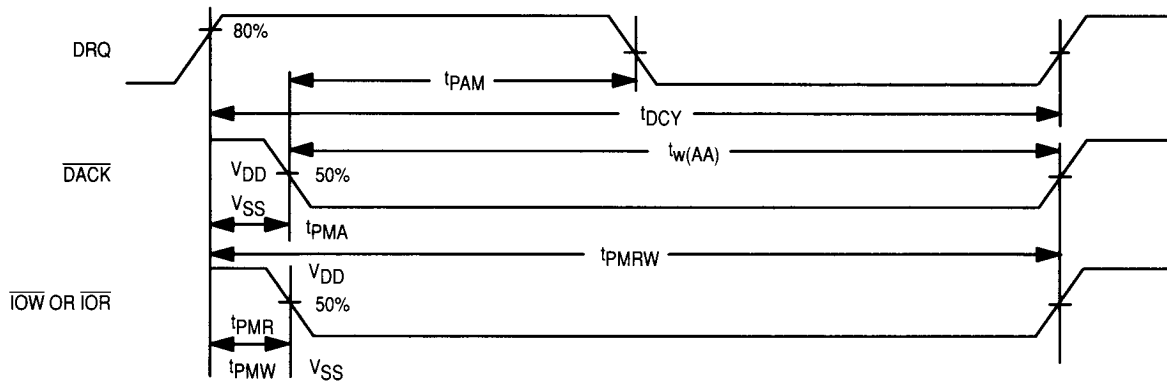 DRQ
80%
tPAM
tDCY
DACK
VDD
50%
tw(AA)
VSS
tPMA
tPMRW
VDD
IOW OR IOR
50%
tPMR
tPMW
VSS